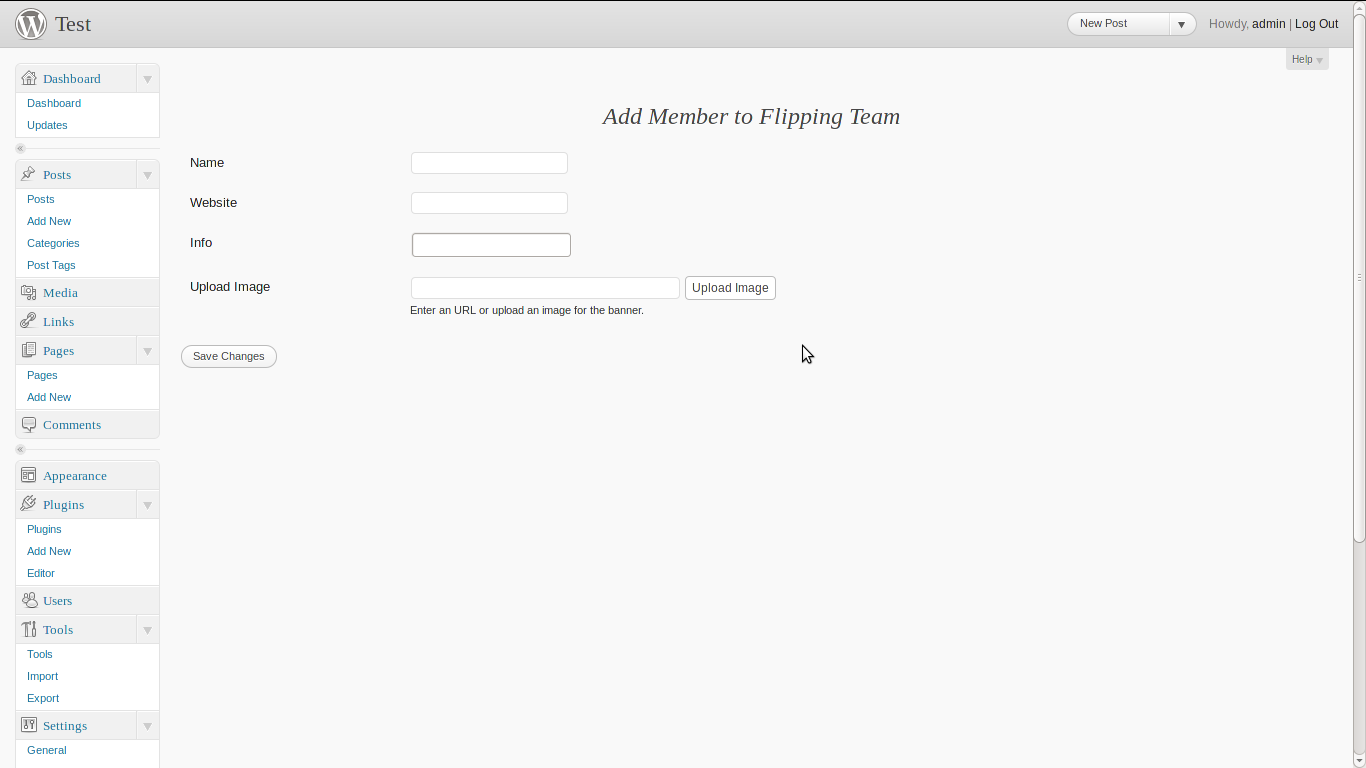 Test
New Post
Howdy, admin | Log Out
Help
Dashboard
Dashboard
Updates
Posts
Posts
Add New
Categories
Post Tags
Media
Links
Pages
Pages
Add New
Comments
Appearance
Plugins
Plugins
Add New
Editor
Users
Tools
Tools
Import
Export
Settings
General
Add Member to Flipping Team
Name
Website
Info
Upload Image
Upload Image
Enter an URL or upload an image for the banner.
Save Changes